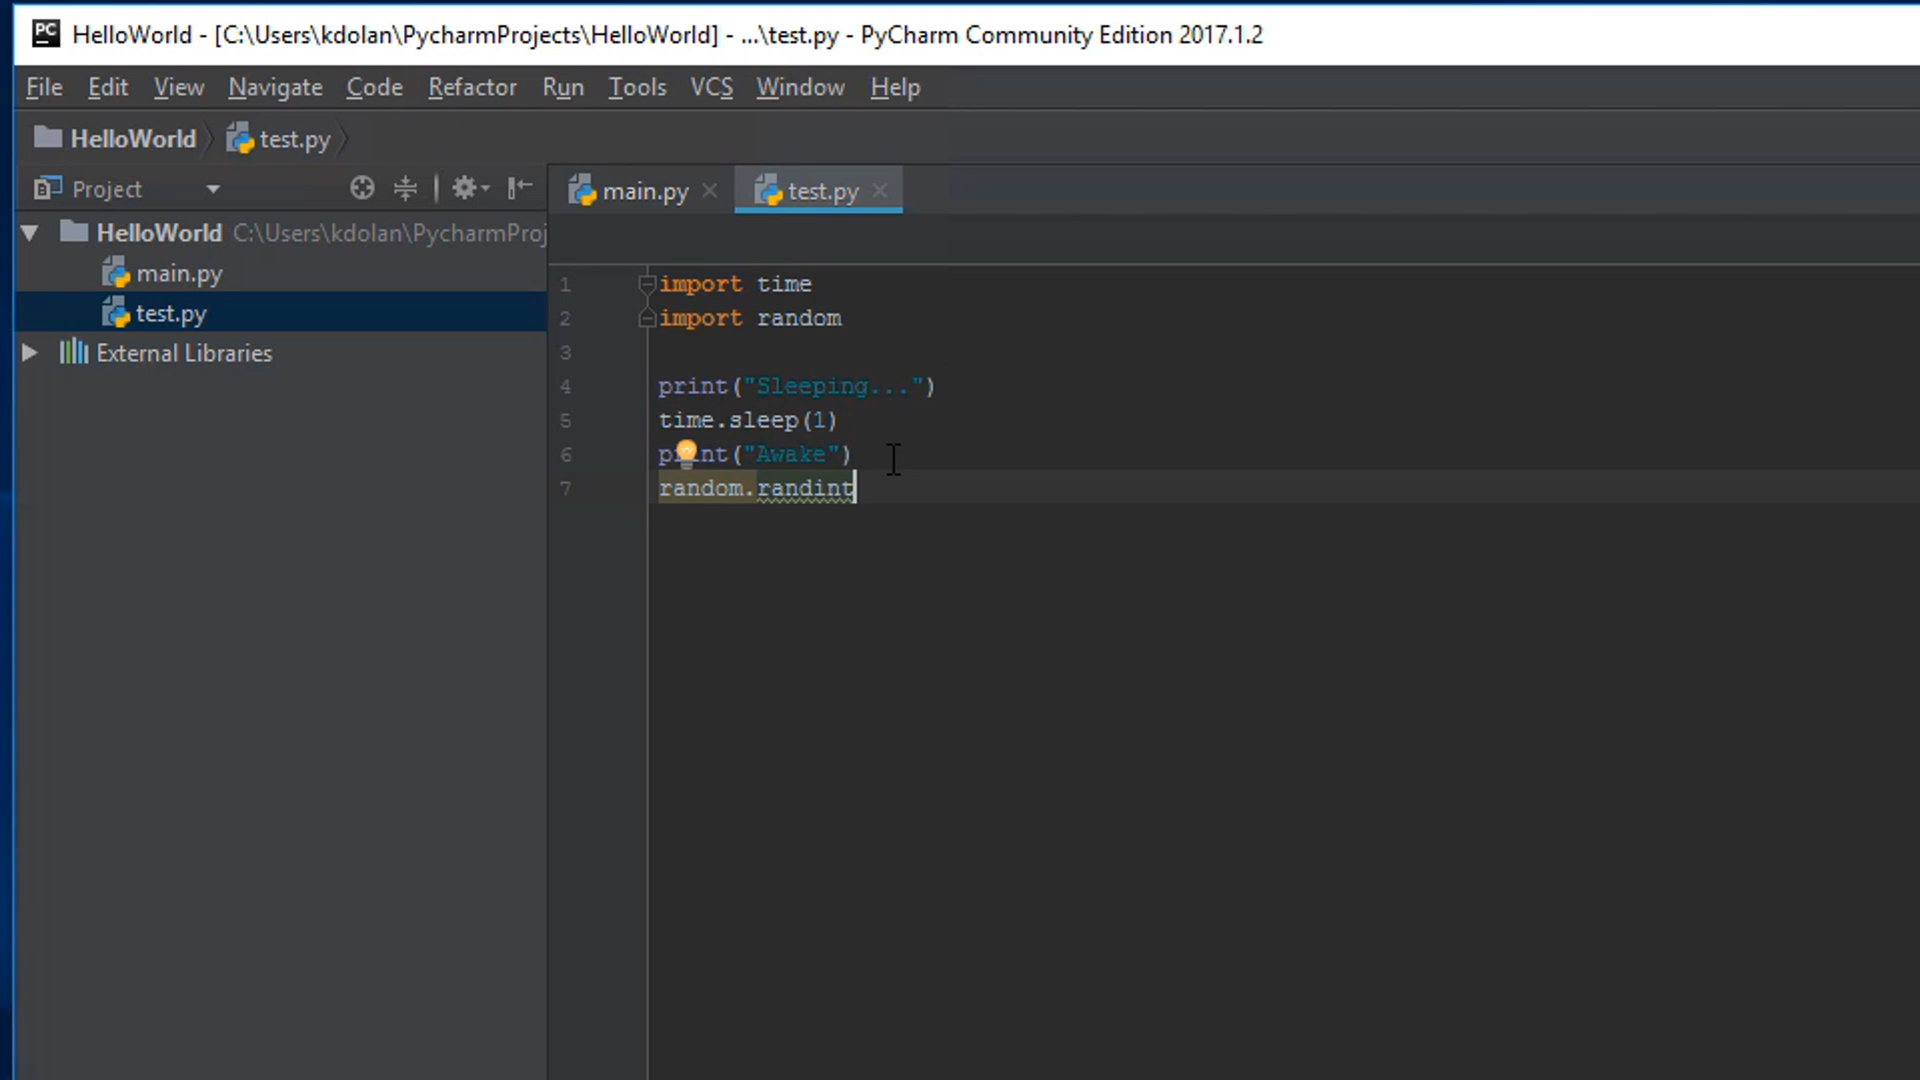 PC HelloWorld - [C:\Users\kdolan\PycharmProjects\HelloWorld] - ...\test.py - PyCharm Community Edition 2017.1.2
File Edit View Navigate Code Refactor Run Tools VCS Window Help
HelloWorld test.py
Project
main.py test.py
HelloWorld C:\Users\kdolan\PycharmProj
main.py
test.py
External Libraries
1 import time
2 import random
3
4 print("Sleeping...")
5 time.sleep(1)
6 print("Awake")
7 random.randint